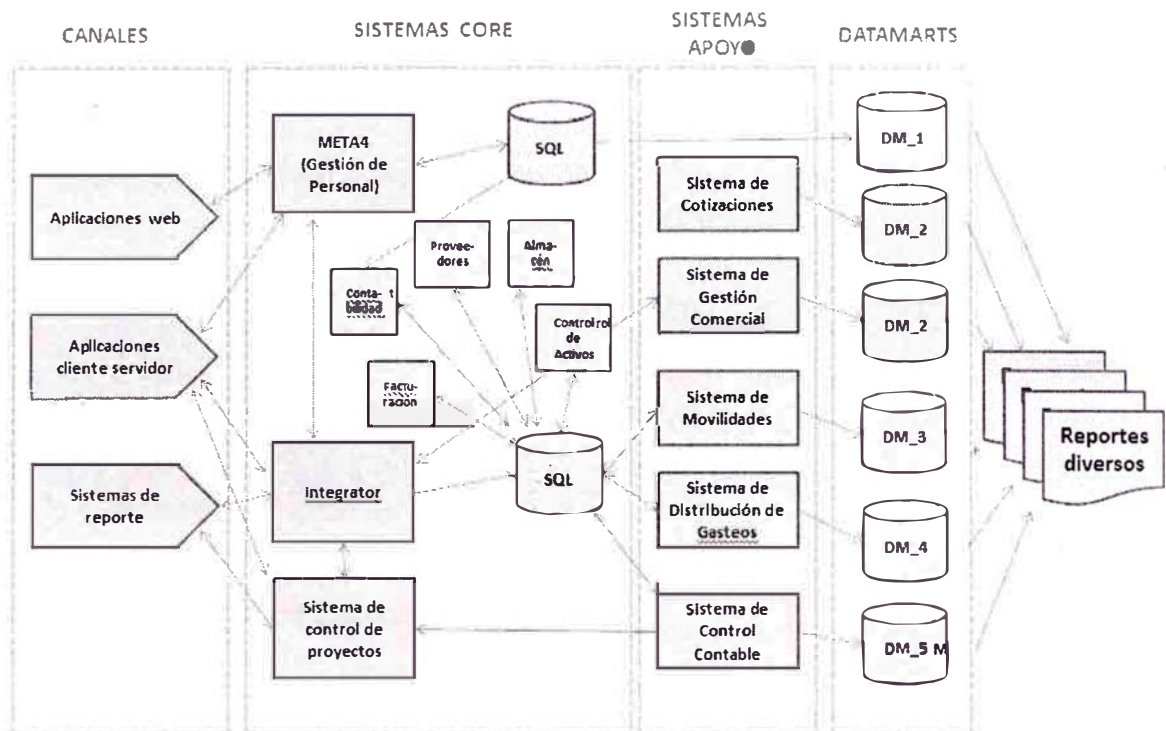 CANALES
SISTEMAS CORE
SISTEMAS
APOYO
DATAMARTS
Aplicaciones web
Aplicaciones
cliente servidor
Sistemas de
reporte
META4
(Gestión de
Personal)
SQL
Provee-
dores
Alma-
cén
Conta- t
bilidad
Controlrol
de
Activos
Factu-
ración
Integrator
SQL
Sistema de
control de
proyectos
Sistema de
Cotizaciones
Sistema de
Gestión
Comercial
Sistema de
Movilidades
Sistema de
Distribución de
Gasteos
Sistema de
Control
Contable
DM_1
DM_2
DM_2
DM_3
DM_4
DM_5 M
Reportes
diversos